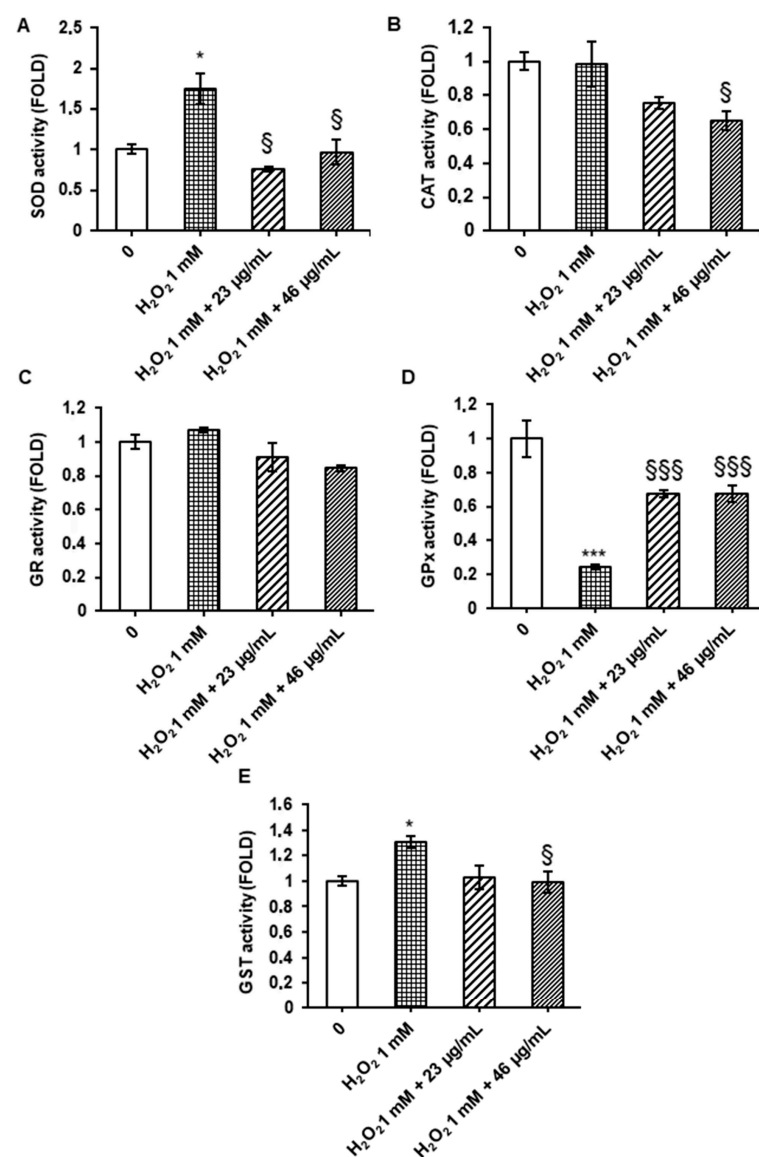 A
SOD activity (FOLD)
2,5
2
1,5
1
0,5
0
*
§
§
0
H₂O₂ 1 mM
H₂O₂ 1 mM + 23 µg/mL
H₂O₂ 1 mM + 46 µg/mL
B
CAT activity (FOLD)
1,2
1
0,8
0,6
0,4
0,2
0
§
0
H₂O₂ 1 mM
H₂O₂ 1 mM + 23 µg/mL
H₂O₂ 1 mM + 46 µg/mL
C
GR activity (FOLD)
1,2
1
0,8
0,6
0,4
0,2
0
0
H₂O₂ 1 mM
H₂O₂ 1 mM + 23 µg/mL
H₂O₂ 1 mM + 46 µg/mL
D
GPx activity (FOLD)
1,2
1
0,8
0,6
0,4
0,2
0
***
§§§
§§§
0
H₂O₂ 1 mM
H₂O₂ 1 mM + 23 µg/mL
H₂O₂ 1 mM + 46 µg/mL
E
GST activity (FOLD)
1,6
1,4
1,2
1
0,8
0,6
0,4
0,2
0
*
§
0
H₂O₂ 1 mM
H₂O₂ 1 mM + 23 µg/mL
H₂O₂ 1 mM + 46 µg/mL